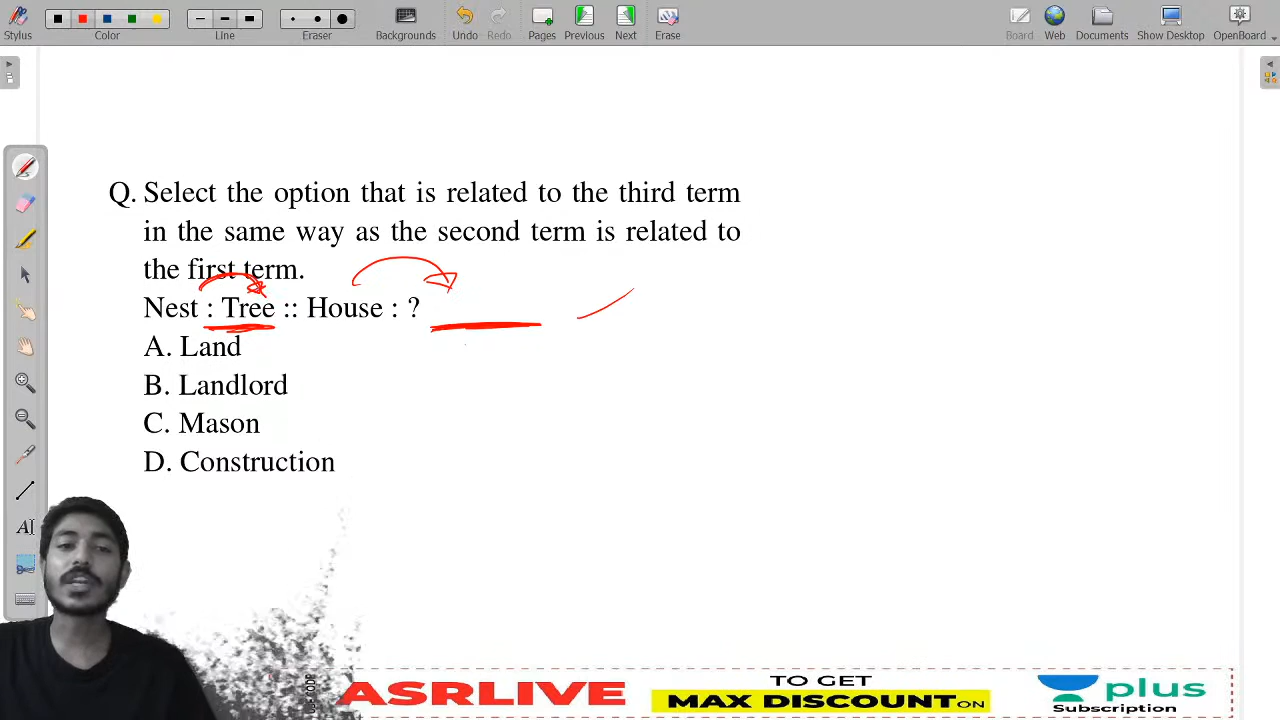 Stylus
Color
Line
Eraser
Backgrounds
Undo
Redo
Pages
Previous
Next
Erase
Board
Web
Documents
Show Desktop
OpenBoard
Q. Select the option that is related to the third term
in the same way as the second term is related to
the first term.
Nest : Tree :: House : ?
A. Land
B. Landlord
C. Mason
D. Construction
ASRLIVE
TO GET
MAX DISCOUNT ON
plus
Subscription